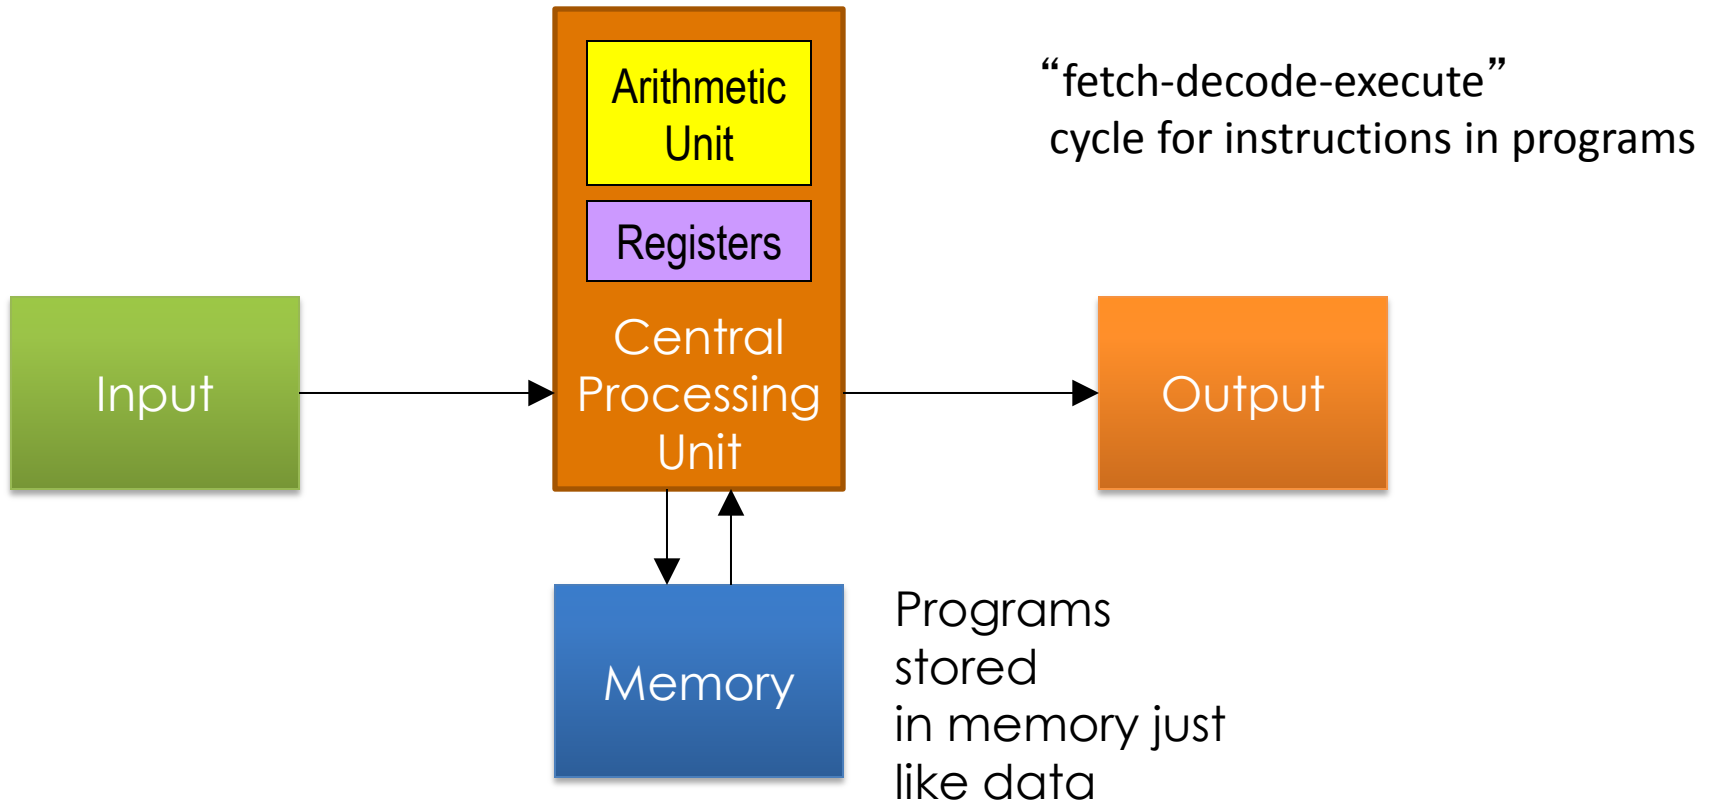 Arithmetic
Unit
Registers
Central
Processing
Unit
“fetch-decode-execute”
cycle for instructions in programs
Input
Output
Memory
Programs
stored
in memory just
like data